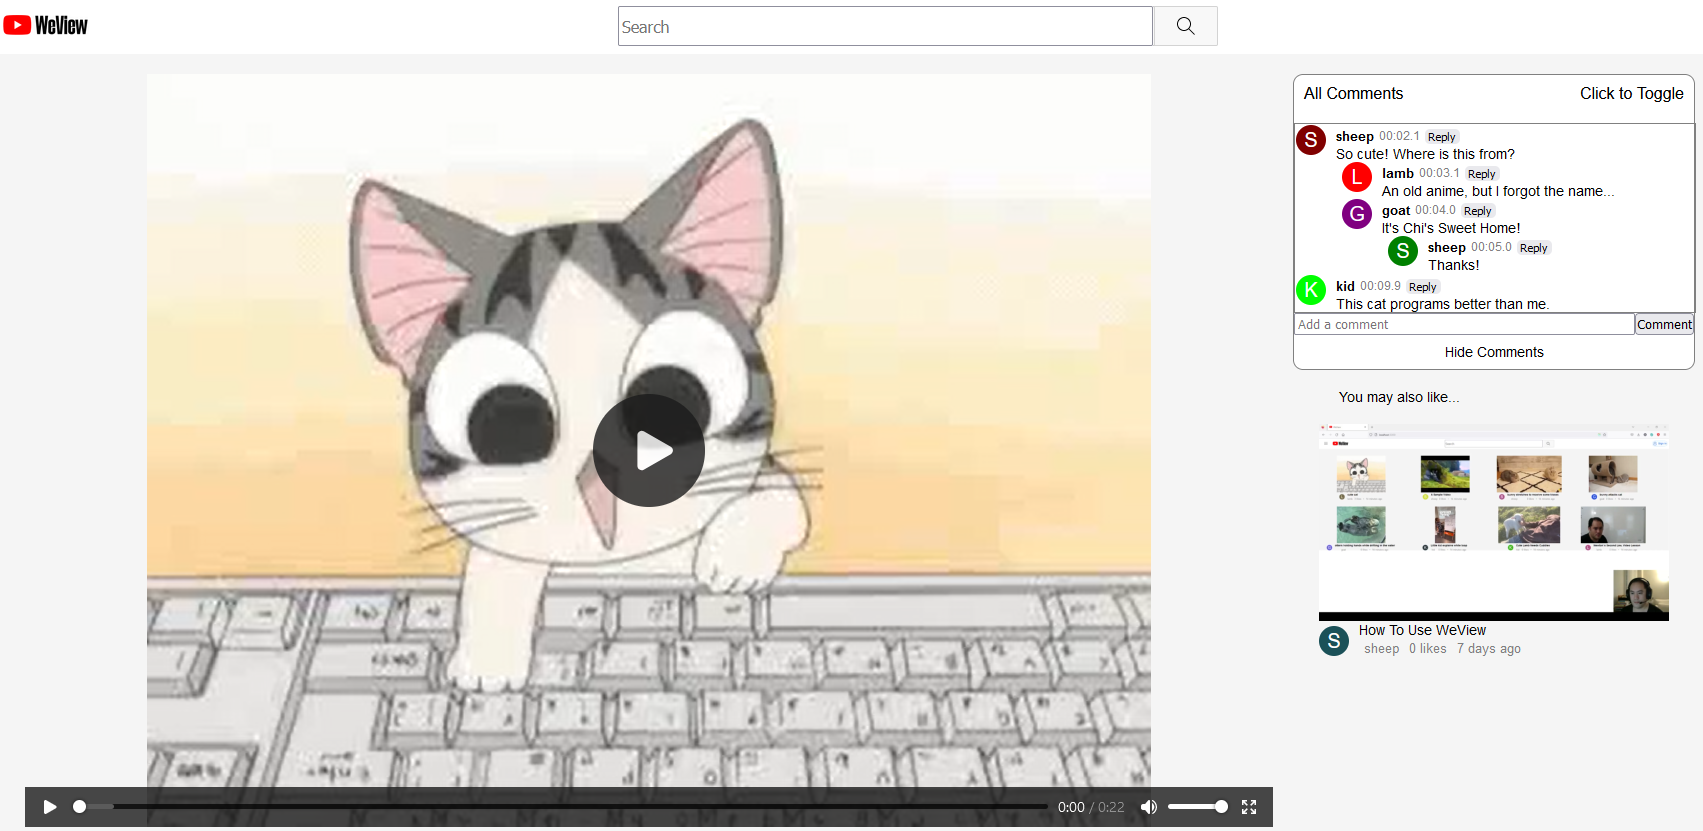 WeView
Search
All Comments
Click to Toggle
S
sheep 00:02.1 Reply
So cute! Where is this from?
L
lamb 00:03.1 Reply
An old anime, but I forgot the name...
G
goat 00:04.0 Reply
It's Chi's Sweet Home!
S
sheep 00:05.0 Reply
Thanks!
K
kid 00:09.9 Reply
This cat programs better than me.
Add a comment
Comment
Hide Comments
You may also like...
How To Use WeView
S
sheep 0 likes 7 days ago
0:00 / 0:22